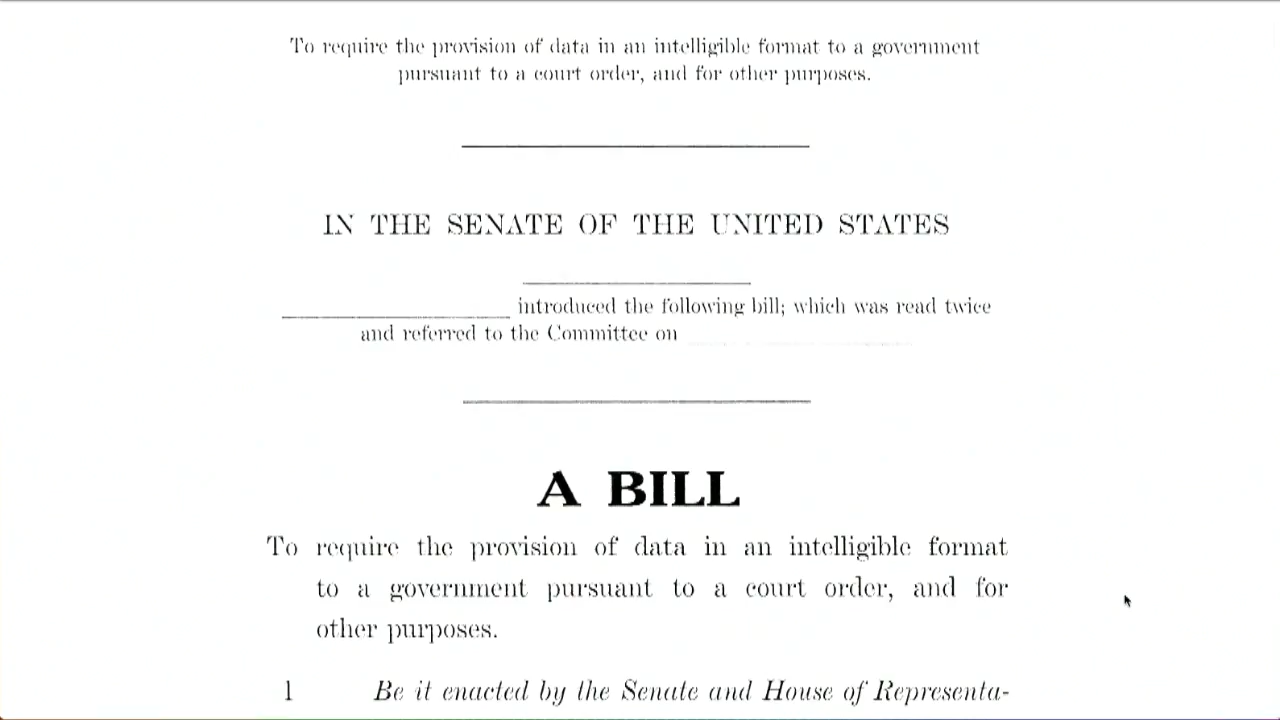 To require the provision of data in an intelligible format to a government
pursuant to a court order, and for other purposes.
IN THE SENATE OF THE UNITED STATES
introduced the following bill; which was read twice
and referred to the Committee on
A BILL
To require the provision of data in an intelligible format
to a government pursuant to a court order, and for
other purposes.
1 Be it enacted by the Senate and House of Representa-